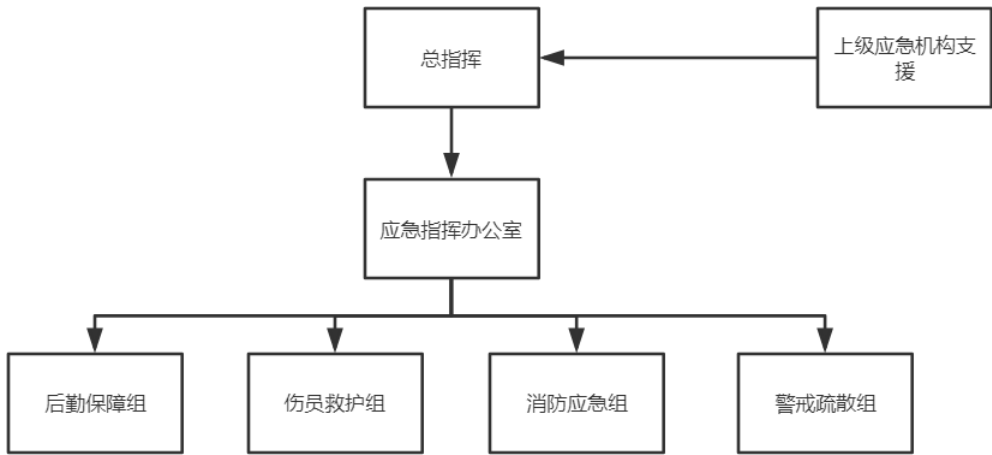 总指挥
上级应急机构支
援
应急指挥办公室
后勤保障组
伤员救护组
消防应急组
警戒疏散组